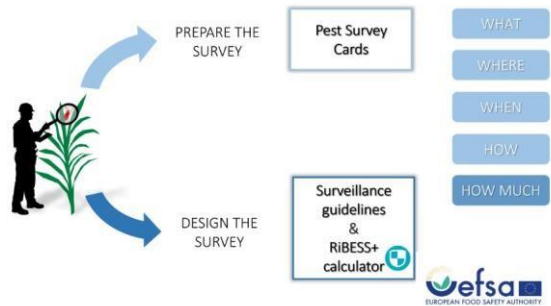 PREPARE THE
SURVEY
Pest Survey
Cards
WHAT
WHERE
WHEN
HOW
HOW MUCH
DESIGN THE
SURVEY
Surveillance
guidelines
&
RiBESS+
calculator
efsa
EUROPEAN FOOD SAFETY AUTHORITY